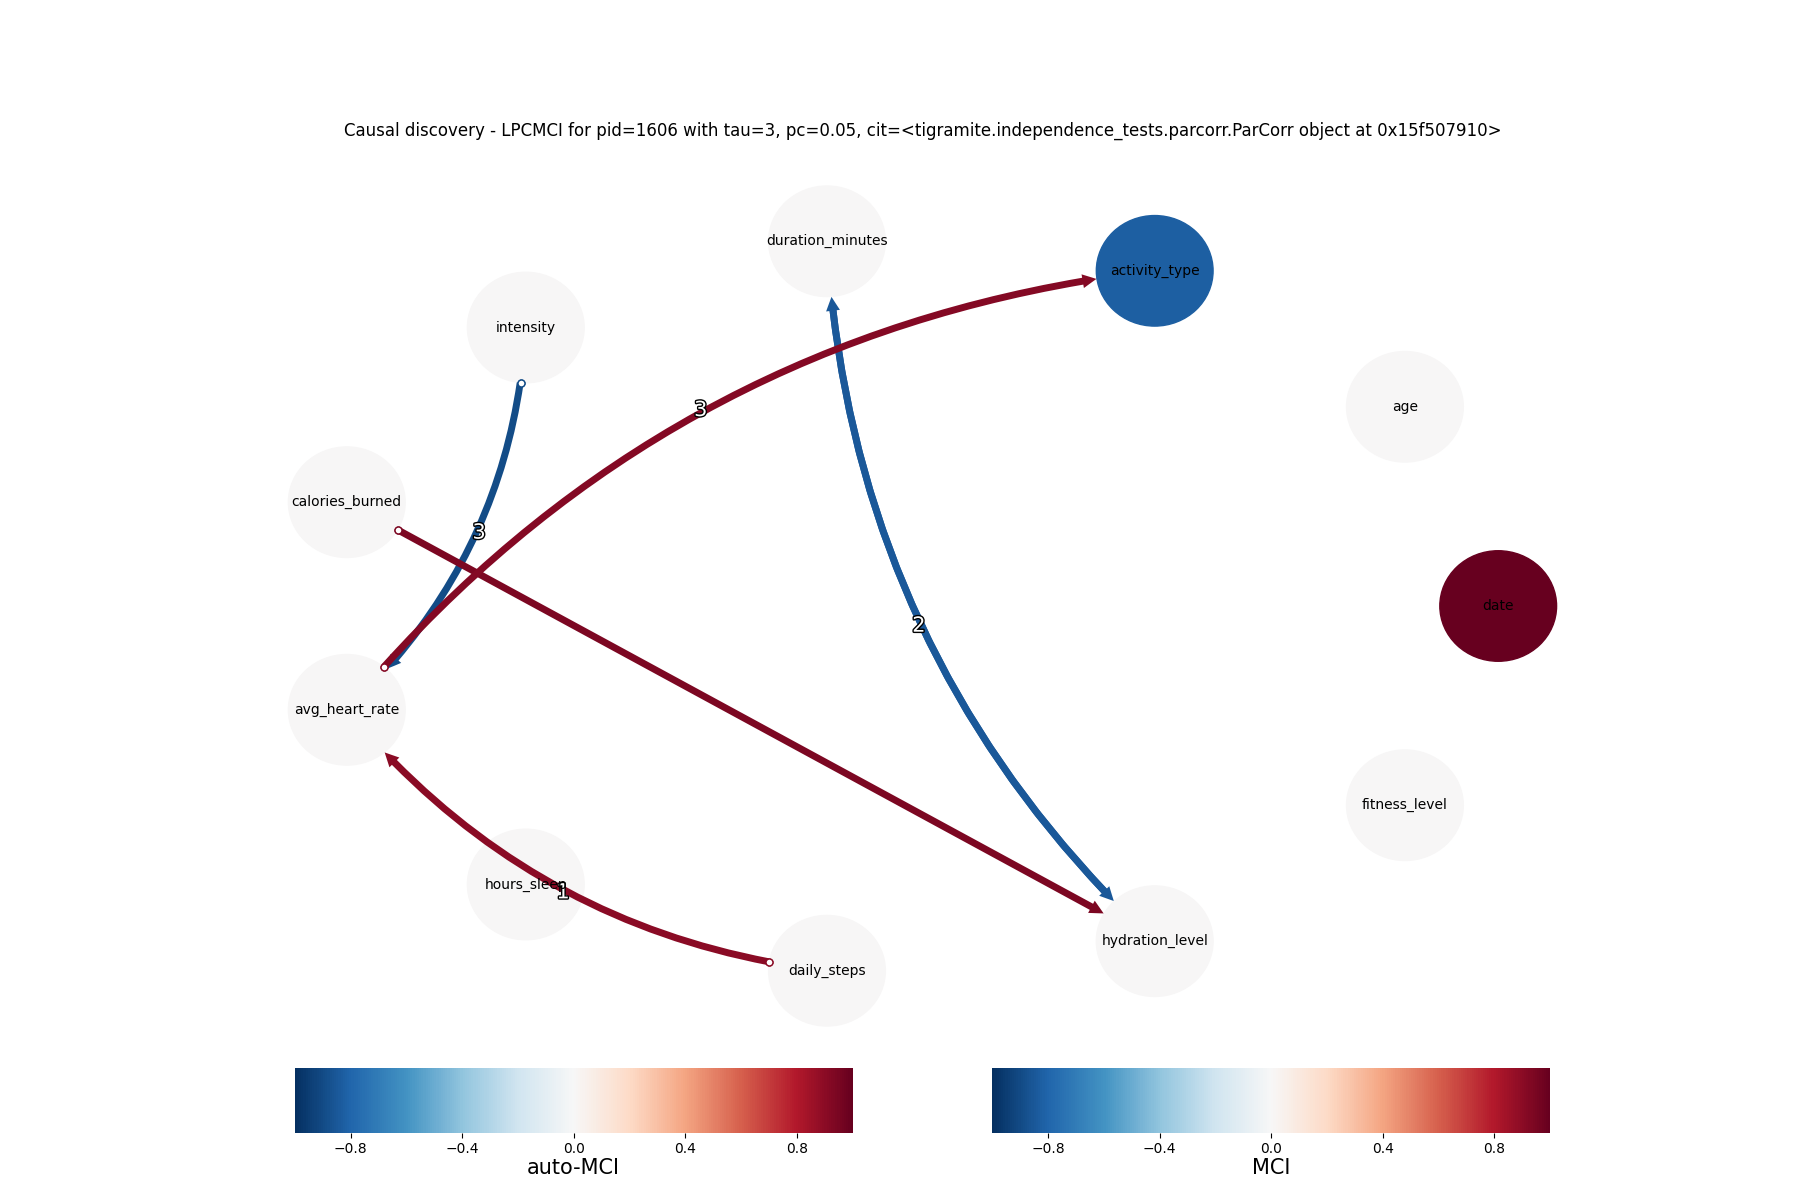 Causal discovery - LPCMCI for pid=1606 with tau=3, pc=0.05, cit=<tigramite.independence_tests.parcorr.ParCorr object at 0x15f507910>
duration_minutes
activity_type
intensity
age
3
calories_burned
3
date
2
avg_heart_rate
fitness_level
hours_sleep
1
hydration_level
daily_steps
−0.8 −0.4 0.0 0.4 0.8
auto-MCI
−0.8 −0.4 0.0 0.4 0.8
MCI